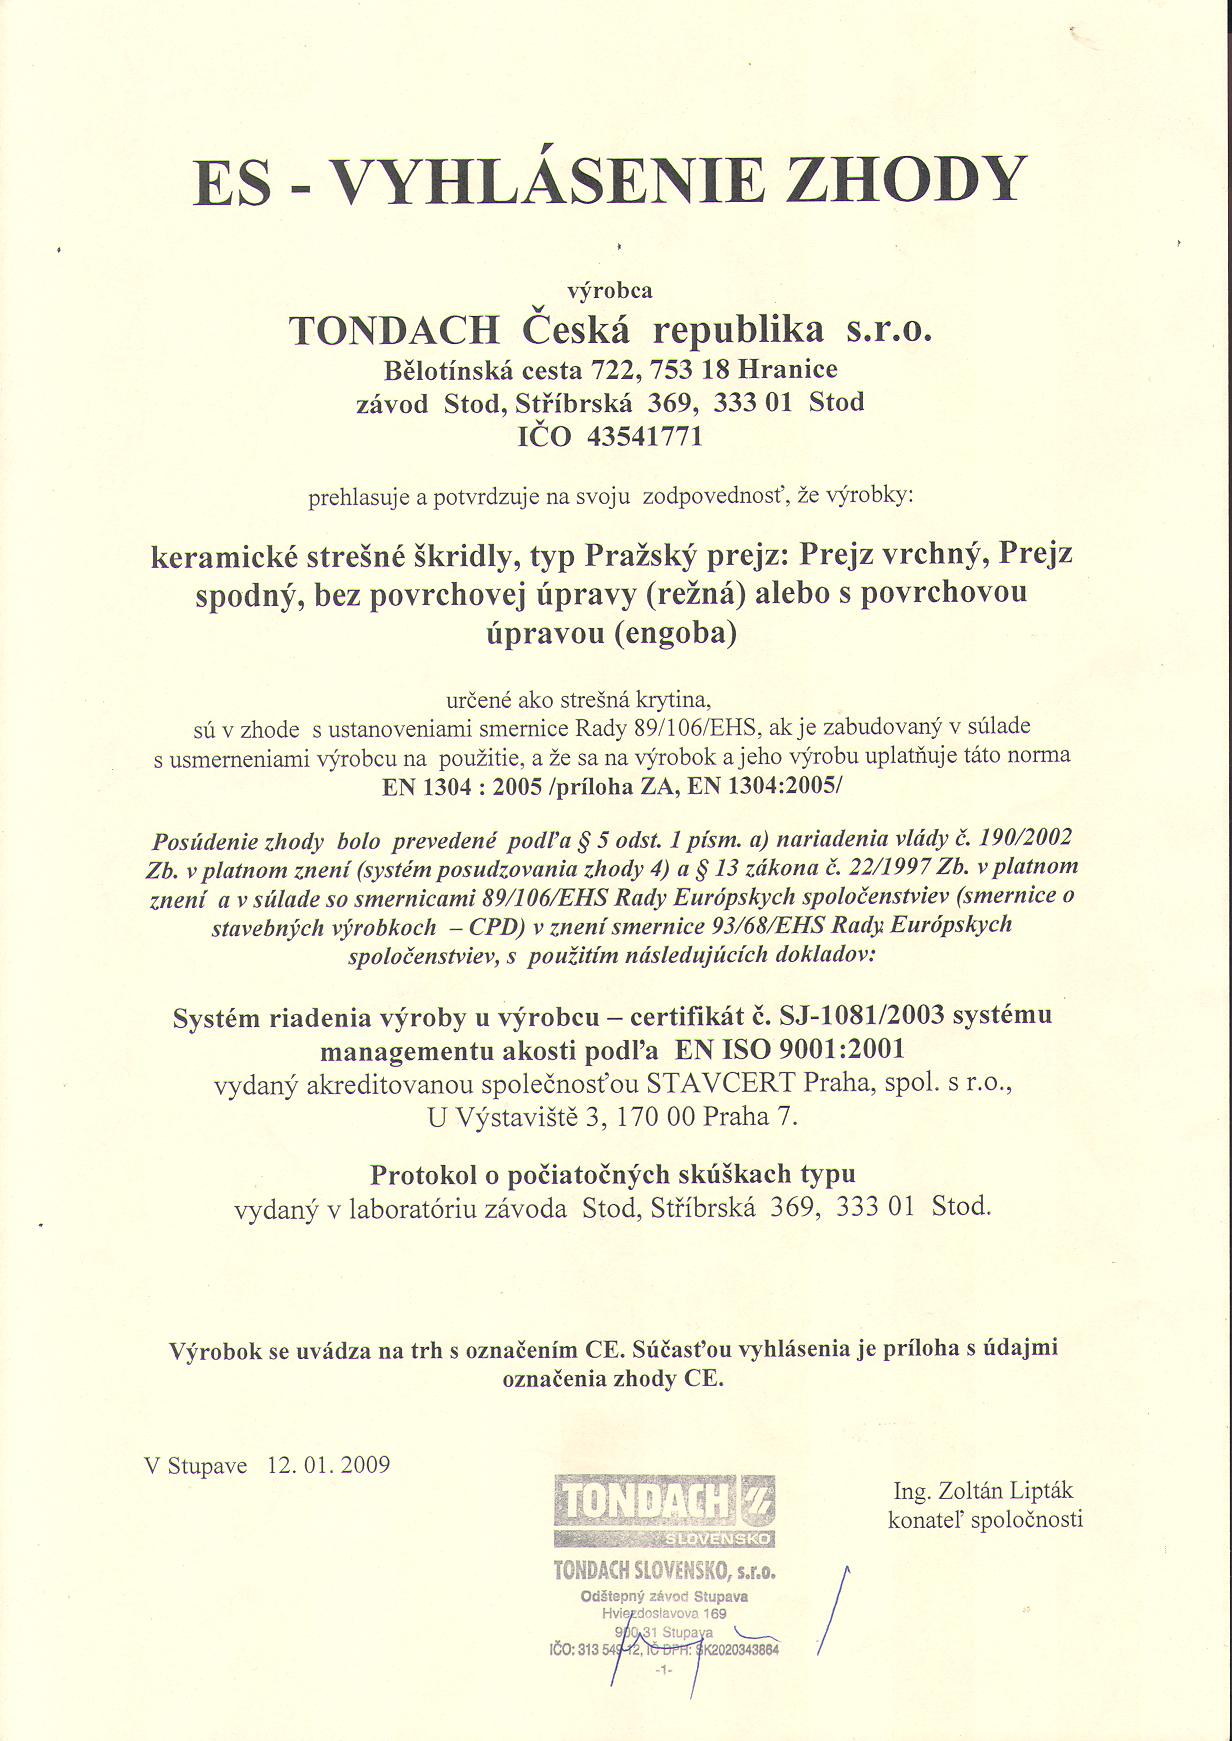 ES - VYHLÁSENIE ZHODY
výrobca
TONDACH Česká republika s.r.o.
Bělotínská cesta 722, 753 18 Hranice
závod Stod, Stříbrská 369, 333 01 Stod
IČO 43541771
prehlasuje a potvrdzuje na svoju zodpovednosť, že výrobky:
keramické strešné škridly, typ Pražský prejz: Prejz vrchný, Prejz
spodný, bez povrchovej úpravy (režná) alebo s povrchovou
úpravou (engoba)
určené ako strešná krytina,
sú v zhode s ustanoveniami smernice Rady 89/106/EHS, ak je zabudovaný v súlade
s usmerneniami výrobcu na použitie, a že sa na výrobok a jeho výrobu uplatňuje táto norma
EN 1304 : 2005 /príloha ZA, EN 1304:2005/
Posúdenie zhody bolo prevedené podľa § 5 odst. 1 písm. a) nariadenia vlády č. 190/2002
Zb. v platnom znení (systém posudzovania zhody 4) a § 13 zákona č. 22/1997 Zb. v platnom
znení a v súlade so smernicami 89/106/EHS Rady Európskych spoločenstviev (smernice o
stavebných výrobkoch – CPD) v znení smernice 93/68/EHS Rady Európskych
spoločenstviev, s použitím následujúcích dokladov:
Systém riadenia výroby u výrobcu – certifikát č. SJ-1081/2003 systému
managementu akosti podľa EN ISO 9001:2001
vydaný akreditovanou společnosťou STAVCERT Praha, spol. s r.o.,
U Výstaviště 3, 170 00 Praha 7.
Protokol o počiatočných skúškach typu
vydaný v laboratóriu závoda Stod, Stříbrská 369, 333 01 Stod.
Výrobok se uvádza na trh s označením CE. Súčasťou vyhlásenia je príloha s údajmi
označenia zhody CE.
V Stupave 12. 01. 2009
Ing. Zoltán Lipták
konateľ spoločnosti
TONDACH
SLOVENSKO
TONDACH SLOVENSKO, s.r.o.
Odštepný závod Stupava
Hviezdoslavova 169
900 31 Stupava
IČO: 313 549 12, IČ DPH: SK2020343864
-1-